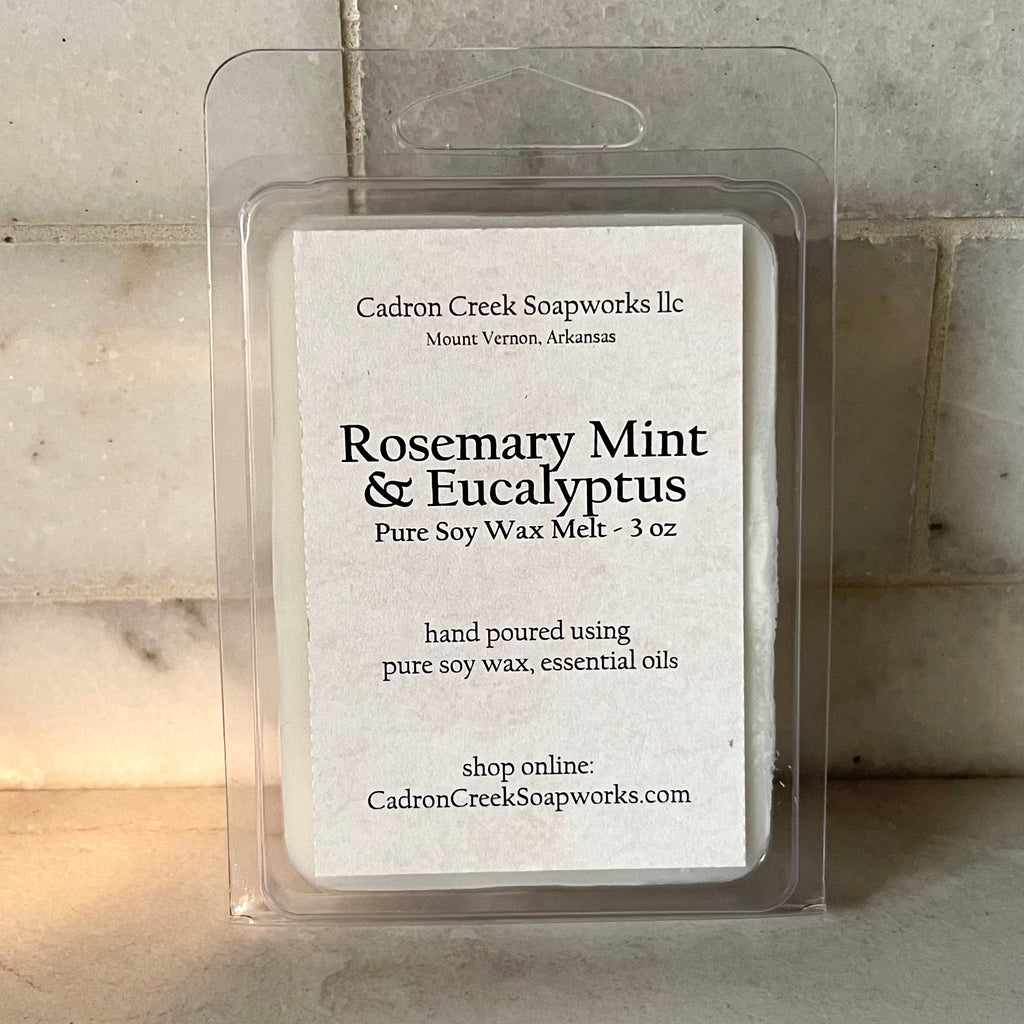 Cadron Creek Soapworks llc
Mount Vernon, Arkansas
Rosemary Mint
& Eucalyptus
Pure Soy Wax Melt - 3 oz
hand poured using
pure soy wax, essential oils
shop online:
CadronCreekSoapworks.com